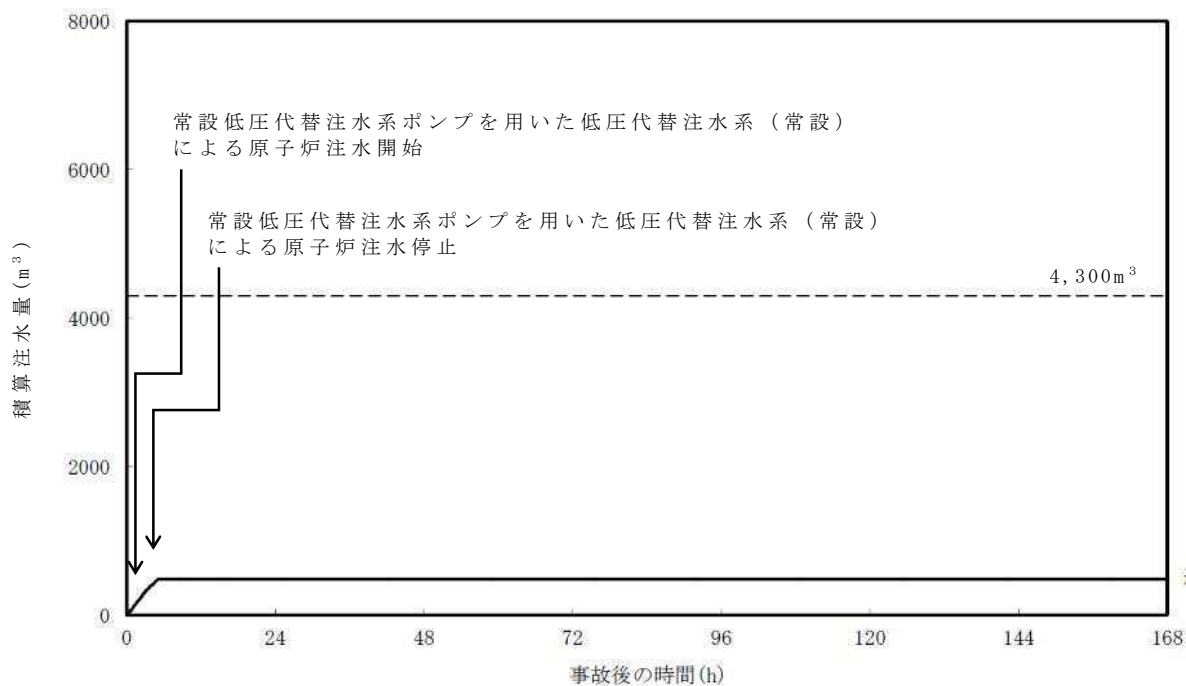 8000
常設低圧代替注水系ポンプを用いた低圧代替注水系（常設）
による原子炉注水開始
6000
常設低圧代替注水系ポンプを用いた低圧代替注水系（常設）
による原子炉注水停止
積算注水量(m³)
4,300m³
4000
2000
0
0 24 48 72 96 120 144 168
事故後の時間(h)